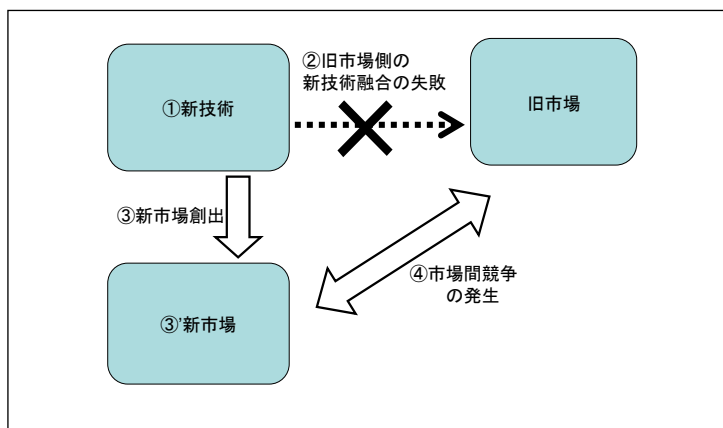 ①新技術
②旧市場側の
新技術融合の失敗
旧市場
③新市場創出
③'新市場
④市場間競争
の発生